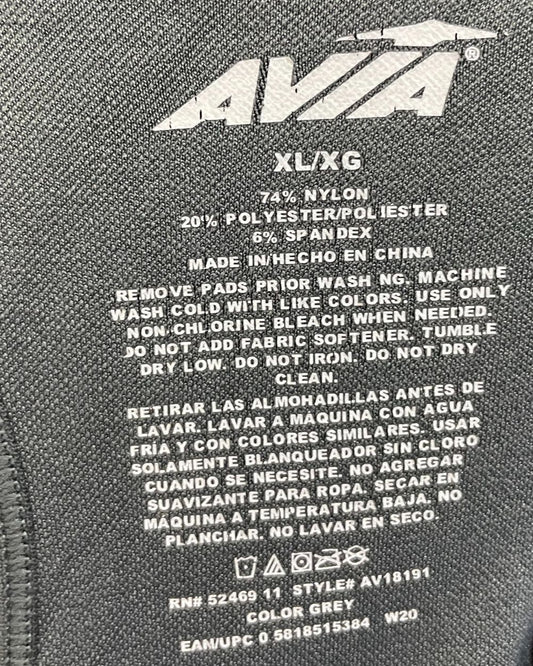 AVIA®
XL/XG
74% NYLON
20% POLYESTER/POLIESTER
6% SPANDEX
MADE IN/HECHO EN CHINA
REMOVE PADS PRIOR WASH NG. MACHINE
WASH COLD WITH LIKE COLORS. USE ONLY
NON CHLORINE BLEACH WHEN NEEDED.
DO NOT ADD FABRIC SOFTENER. TUMBLE
DRY LOW. DO NOT IRON. DO NOT DRY
CLEAN.
RETIRAR LAS ALMOHADILLAS ANTES DE
LAVAR. LAVAR A MÁQUINA CON AGUA
FRÍA Y CON COLORES SIMILARES. USAR
SOLAMENTE BLANQUEADOR SIN CLORO
CUANDO SE NECESITE. NO AGREGAR
SUAVIZANTE PARA ROPA. SECAR EN
MÁQUINA A TEMPERATURA BAJA. NO
PLANCHAR. NO LAVAR EN SECO.
RN# 52469 11 STYLE# AV18191
COLOR GREY
EAN/UPC 0 5818515384 W20